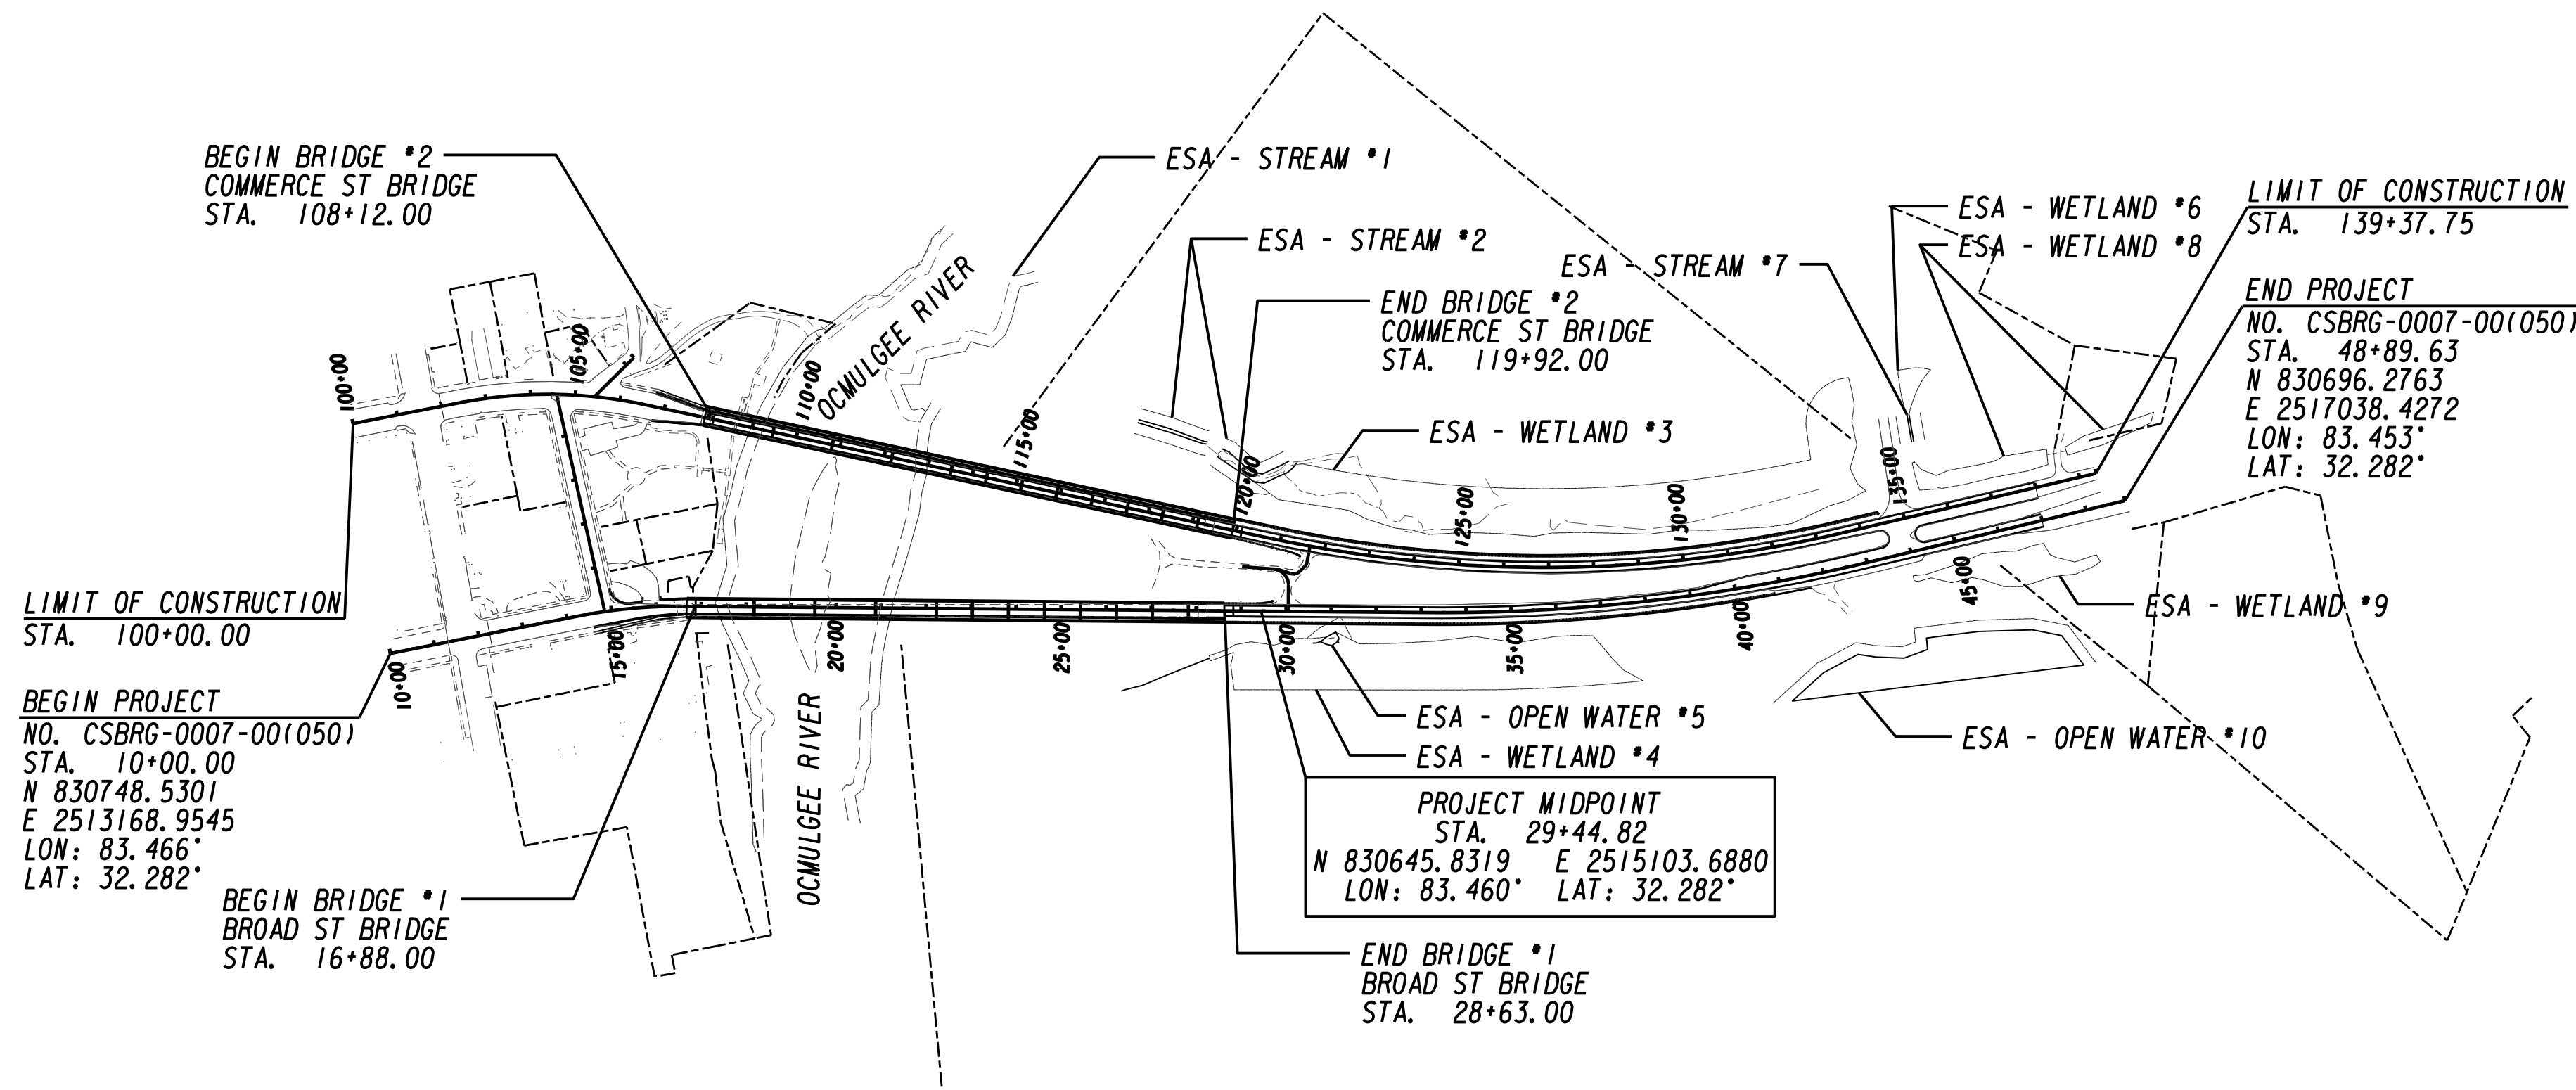 BEGIN BRIDGE #2
COMMERCE ST BRIDGE
STA. 108+12.00
ESA - STREAM #1
ESA - STREAM #2
END BRIDGE #2
COMMERCE ST BRIDGE
STA. 119+92.00
ESA - STREAM #7
ESA - WETLAND #6
ESA - WETLAND #8
LIMIT OF CONSTRUCTION
STA. 139+37.75
END PROJECT
NO. CSBRG-0007-00(050)
STA. 48+89.63
N 830696.2763
E 2517038.4272
LON: 83.453°
LAT: 32.282°
OCMULGEE RIVER
ESA - WETLAND #3
100+00
105+00
110+00
115+00
120+00
125+00
130+00
135+00
LIMIT OF CONSTRUCTION
STA. 100+00.00
10+00
15+00
20+00
25+00
30+00
35+00
40+00
45+00
ESA - WETLAND #9
BEGIN PROJECT
NO. CSBRG-0007-00(050)
STA. 10+00.00
N 830748.5301
E 2513168.9545
LON: 83.466°
LAT: 32.282°
OCMULGEE RIVER
ESA - OPEN WATER #5
ESA - WETLAND #4
ESA - OPEN WATER #10
PROJECT MIDPOINT
STA. 29+44.82
N 830645.8319 E 2515103.6880
LON: 83.460° LAT: 32.282°
BEGIN BRIDGE #1
BROAD ST BRIDGE
STA. 16+88.00
END BRIDGE #1
BROAD ST BRIDGE
STA. 28+63.00